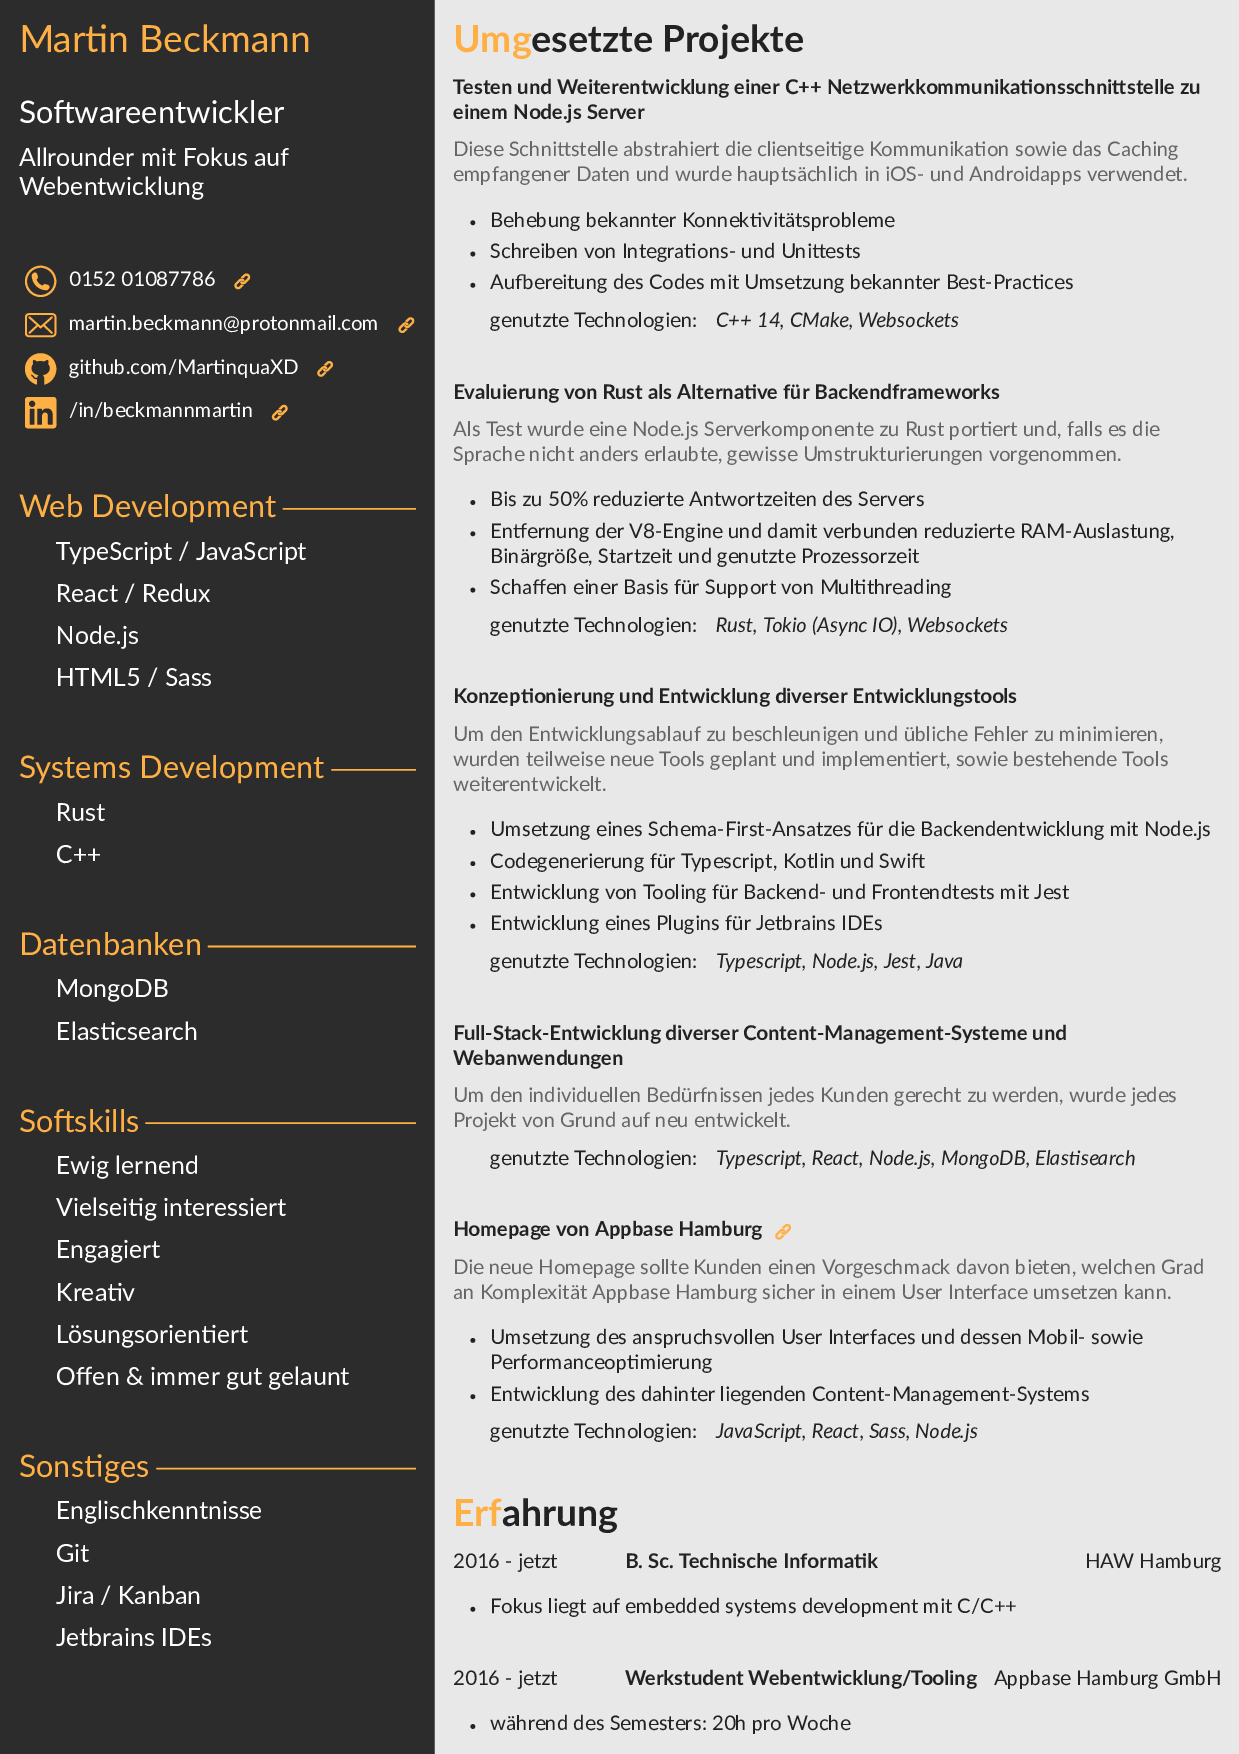 Martin Beckmann
Softwareentwickler
Allrounder mit Fokus auf
Webentwicklung
0152 01087786
martin.beckmann@protonmail.com
github.com/MartinquaXD
/in/beckmannmartin
Web Development
TypeScript / JavaScript
React / Redux
Node.js
HTML5 / Sass
Systems Development
Rust
C++
Datenbanken
MongoDB
Elasticsearch
Softskills
Ewig lernend
Vielseitig interessiert
Engagiert
Kreativ
Lösungsorientiert
Offen & immer gut gelaunt
Sonstiges
Englischkenntnisse
Git
Jira / Kanban
Jetbrains IDEs
Umgesetzte Projekte
Testen und Weiterentwicklung einer C++ Netzwerkkommunikationsschnittstelle zu
einem Node.js Server
Diese Schnittstelle abstrahiert die clientseitige Kommunikation sowie das Caching
empfangener Daten und wurde hauptsächlich in iOS- und Androidapps verwendet.
• Behebung bekannter Konnektivitätsprobleme
• Schreiben von Integrations- und Unittests
• Aufbereitung des Codes mit Umsetzung bekannter Best-Practices
genutzte Technologien: C++ 14, CMake, Websockets
Evaluierung von Rust als Alternative für Backendframeworks
Als Test wurde eine Node.js Serverkomponente zu Rust portiert und, falls es die
Sprache nicht anders erlaubte, gewisse Umstrukturierungen vorgenommen.
• Bis zu 50% reduzierte Antwortzeiten des Servers
• Entfernung der V8-Engine und damit verbunden reduzierte RAM-Auslastung,
Binärgröße, Startzeit und genutzte Prozessorzeit
• Schaffen einer Basis für Support von Multithreading
genutzte Technologien: Rust, Tokio (Async IO), Websockets
Konzeptionierung und Entwicklung diverser Entwicklungstools
Um den Entwicklungsablauf zu beschleunigen und übliche Fehler zu minimieren,
wurden teilweise neue Tools geplant und implementiert, sowie bestehende Tools
weiterentwickelt.
• Umsetzung eines Schema-First-Ansatzes für die Backendentwicklung mit Node.js
• Codegenerierung für Typescript, Kotlin und Swift
• Entwicklung von Tooling für Backend- und Frontendtests mit Jest
• Entwicklung eines Plugins für Jetbrains IDEs
genutzte Technologien: Typescript, Node.js, Jest, Java
Full-Stack-Entwicklung diverser Content-Management-Systeme und
Webanwendungen
Um den individuellen Bedürfnissen jedes Kunden gerecht zu werden, wurde jedes
Projekt von Grund auf neu entwickelt.
genutzte Technologien: Typescript, React, Node.js, MongoDB, Elastisearch
Homepage von Appbase Hamburg
Die neue Homepage sollte Kunden einen Vorgeschmack davon bieten, welchen Grad
an Komplexität Appbase Hamburg sicher in einem User Interface umsetzen kann.
• Umsetzung des anspruchsvollen User Interfaces und dessen Mobil- sowie
Performanceoptimierung
• Entwicklung des dahinter liegenden Content-Management-Systems
genutzte Technologien: JavaScript, React, Sass, Node.js
Erfahrung
2016 - jetzt B. Sc. Technische Informatik HAW Hamburg
• Fokus liegt auf embedded systems development mit C/C++
2016 - jetzt Werkstudent Webentwicklung/Tooling Appbase Hamburg GmbH
• während des Semesters: 20h pro Woche